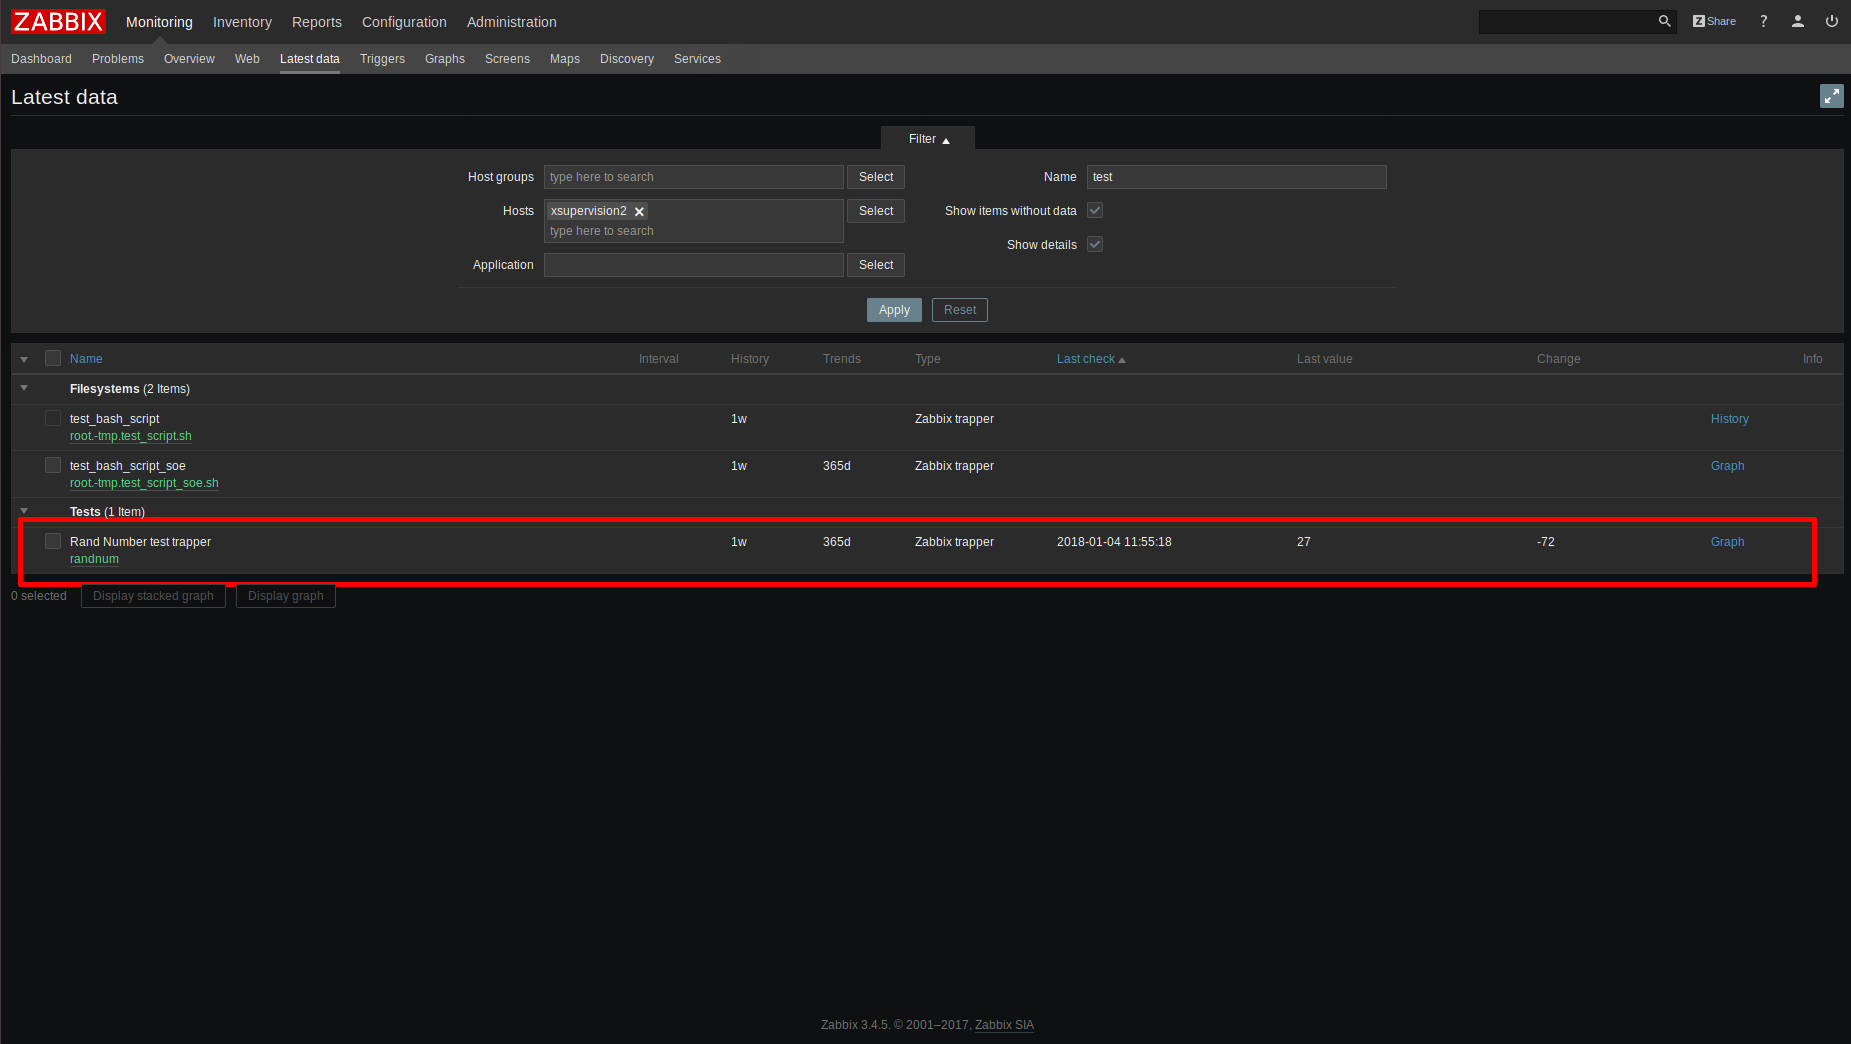 ZABBIX Monitoring Inventory Reports Configuration Administration Z Share ?
Dashboard Problems Overview Web Latest data Triggers Graphs Screens Maps Discovery Services
Latest data
Filter
Host groups type here to search Select Name test
Hosts xsupervision2 Select Show items without data
type here to search
Show details
Application Select
Apply Reset
Name Interval History Trends Type Last check Last value Change Info
Filesystems (2 Items)
test_bash_script 1w Zabbix trapper History
root.-tmp.test_script.sh
test_bash_script_soe 1w 365d Zabbix trapper Graph
root.-tmp.test_script_soe.sh
Tests (1 Item)
Rand Number test trapper 1w 365d Zabbix trapper 2018-01-04 11:55:18 27 -72 Graph
randnum
0 selected Display stacked graph Display graph
Zabbix 3.4.5. © 2001–2017, Zabbix SIA